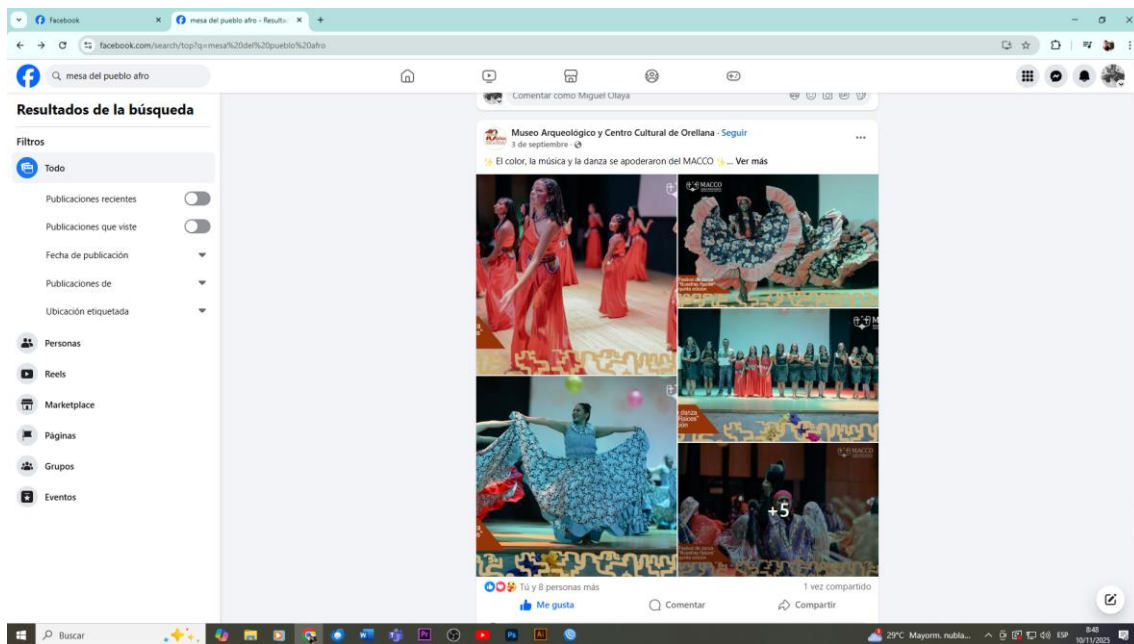 Facebook
mesa del pueblo afro - Resulta
facebook.com/search/top?q=mesa%20del%20pueblo%20afro
mesa del pueblo afro
Resultados de la búsqueda
Filtros
Todo
Publicaciones recientes
Publicaciones que viste
Fecha de publicación
Publicaciones de
Ubicación etiquetada
Personas
Reels
Marketplace
Páginas
Grupos
Eventos
Comentar como Miguel Olaya
Museo Arqueológico y Centro Cultural de Orellana · Seguir
3 de septiembre ·
El color, la música y la danza se apoderaron del MACCO ... Ver más
MACCO
MACCO
+5
Tú y 8 personas más
1 vez compartido
Me gusta
Comentar
Compartir
Buscar
29°C Mayorm. nubla...
ESP
8:48
10/11/2025